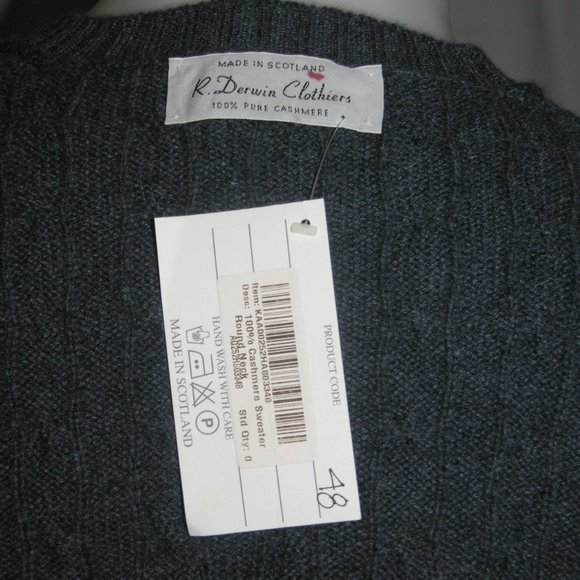 MADE IN SCOTLAND
R. Derwin Clothiers
100% PURE CASHMERE
PRODUCT CODE
Item: KAA00252HA803348
Desc: 100% Cashmere Sweater
Round Neck
Std Qty: 0
HAND WASH WITH CARE
P
MADE IN SCOTLAND
48